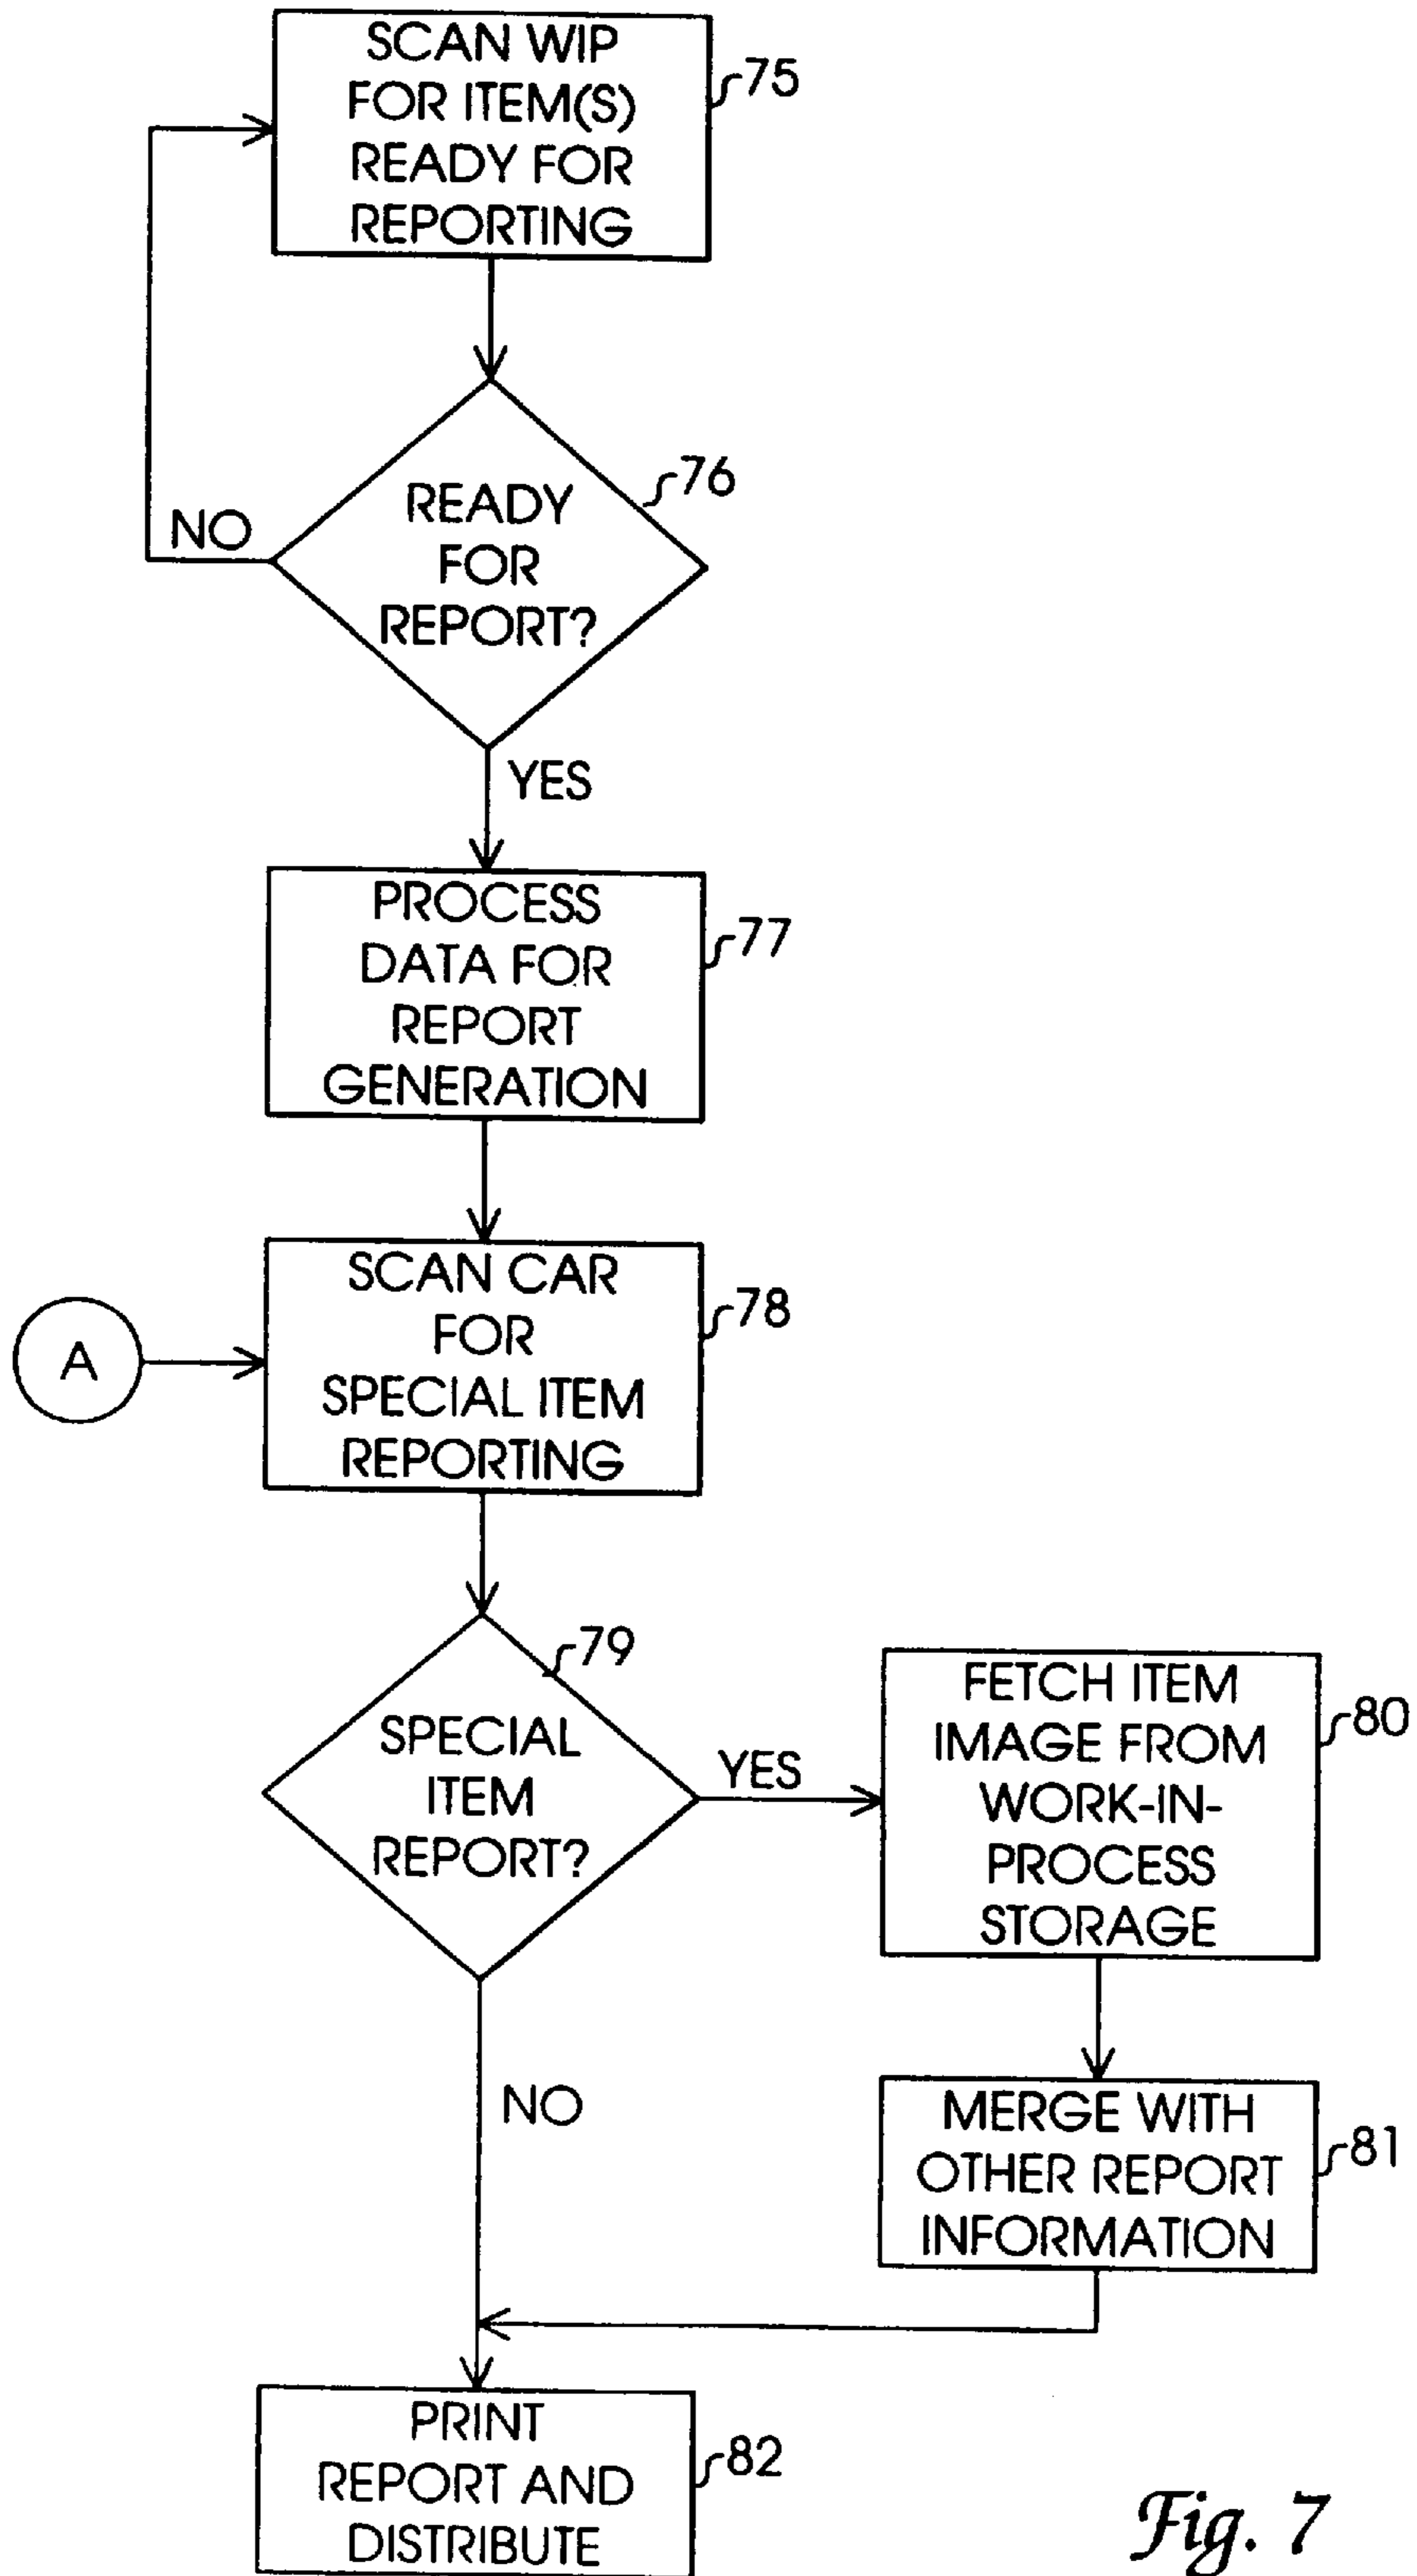 SCAN WIP
FOR ITEM(S)
READY FOR
REPORTING
75
READY
FOR
REPORT?
76
NO
YES
PROCESS
DATA FOR
REPORT
GENERATION
77
A
SCAN CAR
FOR
SPECIAL ITEM
REPORTING
78
SPECIAL
ITEM
REPORT?
79
YES
FETCH ITEM
IMAGE FROM
WORK-IN-
PROCESS
STORAGE
80
NO
MERGE WITH
OTHER REPORT
INFORMATION
81
PRINT
REPORT AND
DISTRIBUTE
82
Fig. 7